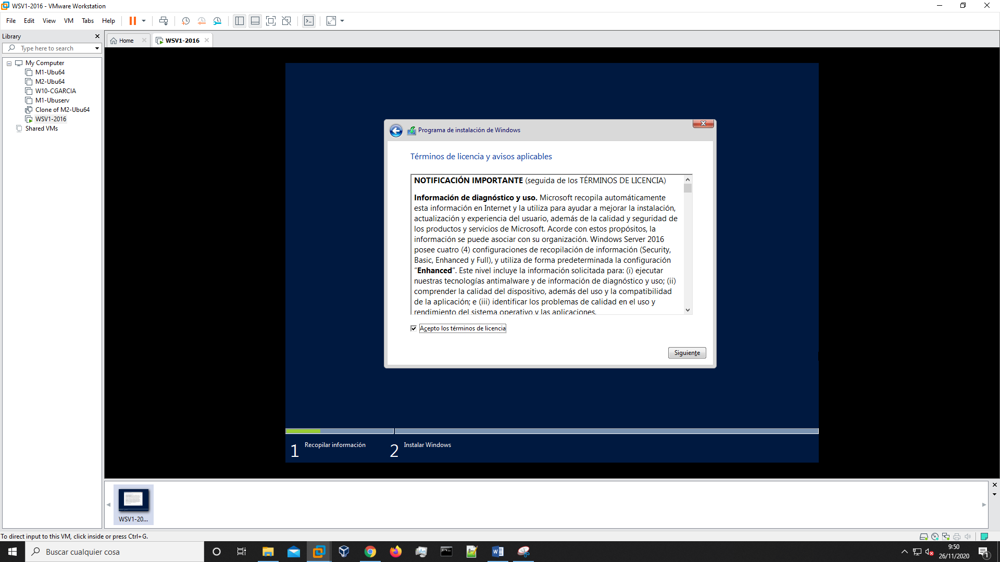 WSV1-2016 - VMware Workstation
File Edit View VM Tabs Help
Library
Type here to search
My Computer
M1-Ubu64
M2-Ubu64
W10-CGARCIA
M1-Ubuserv
Clone of M2-Ubu64
WSV1-2016
Shared VMs
Home
WSV1-2016
Programa de instalación de Windows
Términos de licencia y avisos aplicables
NOTIFICACIÓN IMPORTANTE (seguida de los TÉRMINOS DE LICENCIA)
Información de diagnóstico y uso. Microsoft recopila automáticamente
esta información en Internet y la utiliza para ayudar a mejorar la instalación,
actualización y experiencia del usuario, además de la calidad y seguridad de
los productos y servicios de Microsoft. Acorde con estos propósitos, la
información se puede asociar con su organización. Windows Server 2016
posee cuatro (4) configuraciones de recopilación de información (Security,
Basic, Enhanced y Full), y utiliza de forma predeterminada la configuración
“Enhanced”. Este nivel incluye la información solicitada para: (i) ejecutar
nuestras tecnologías antimalware y de información de diagnóstico y uso; (ii)
comprender la calidad del dispositivo, además del uso y la compatibilidad
de la aplicación; e (iii) identificar los problemas de calidad en el uso y
rendimiento del sistema operativo y las aplicaciones.
Acepto los términos de licencia
Siguiente
1 Recopilar información
2 Instalar Windows
WSV1-20...
To direct input to this VM, click inside or press Ctrl+G.
Buscar cualquier cosa
9:50
26/11/2020
1